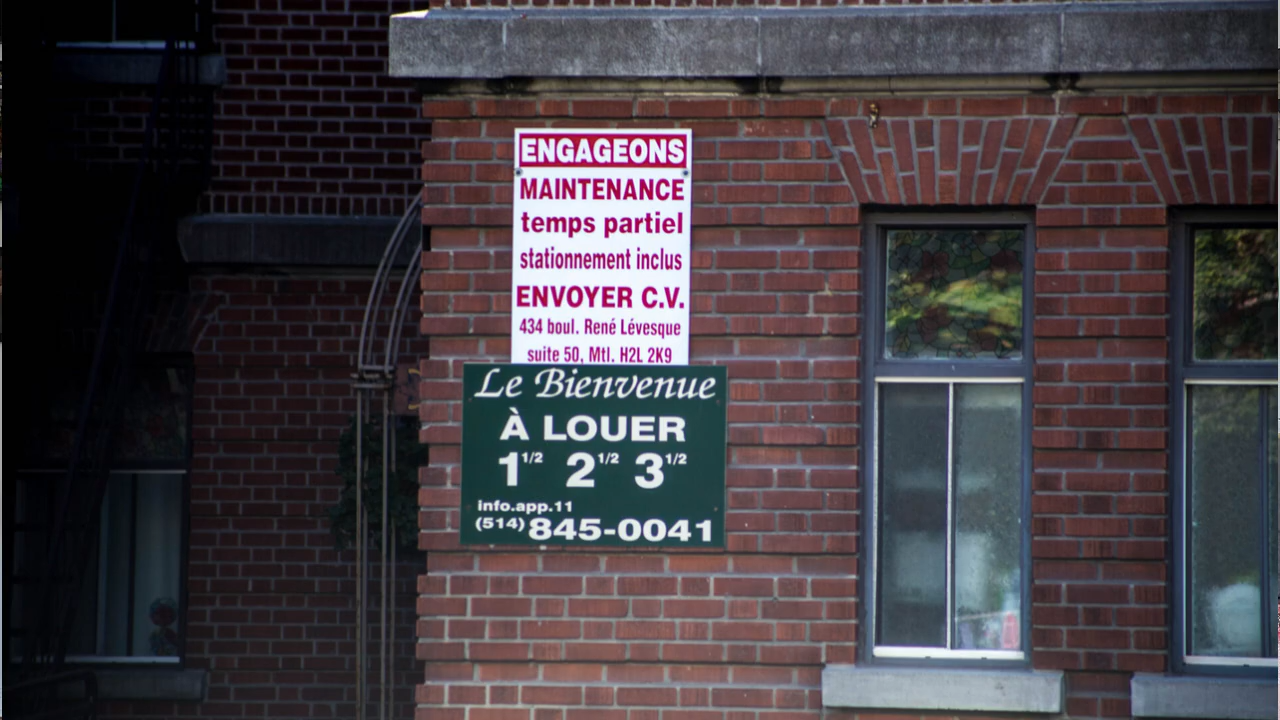 ENGAGEONS
MAINTENANCE
temps partiel
stationnement inclus
ENVOYER C.V.
434 boul. René Lévesque
suite 50, Mtl. H2L 2K9
Le Bienvenue
À LOUER
1 1/2 2 1/2 3 1/2
info.app.11
(514) 845-0041